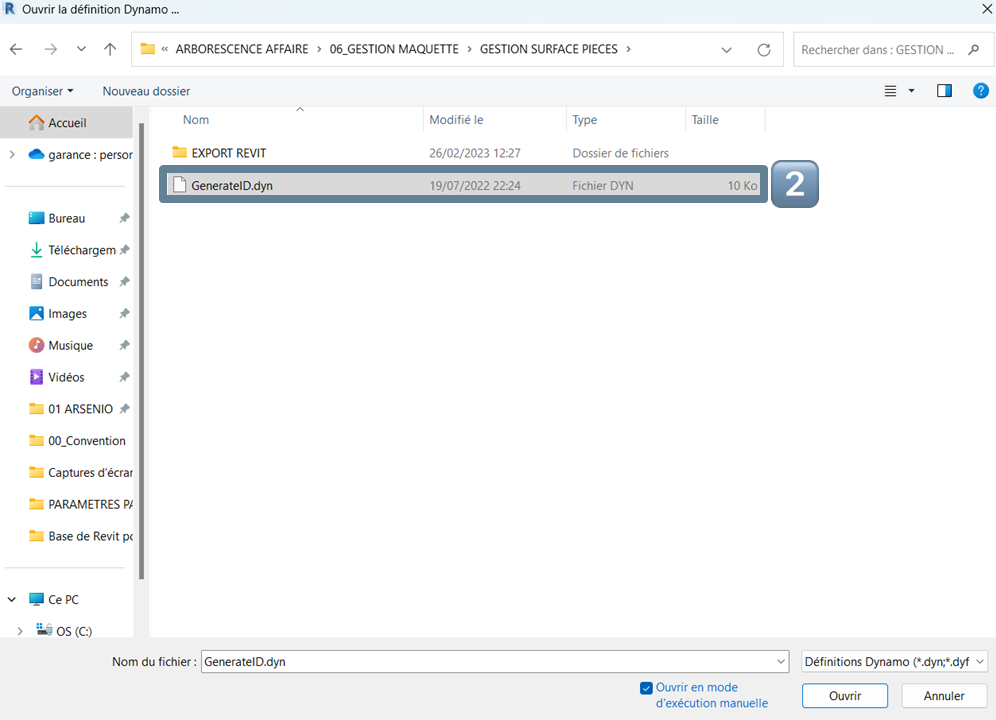 R Ouvrir la définition Dynamo ...
« ARBORESCENCE AFFAIRE > 06_GESTION MAQUETTE > GESTION SURFACE PIECES >
Rechercher dans : GESTION ...
Organiser
Nouveau dossier
?
Accueil
garance : person
Bureau
Téléchargem
Documents
Images
Musique
Vidéos
01 ARSENIO
00_Convention
Captures d'écran
PARAMETRES PA
Base de Revit po
Ce PC
OS (C:)
Nom Modifié le Type Taille
EXPORT REVIT 26/02/2023 12:27 Dossier de fichiers
GenerateID.dyn 19/07/2022 22:24 Fichier DYN 10 Ko
2
Nom du fichier : GenerateID.dyn
Définitions Dynamo (*.dyn;*.dyf
Ouvrir en mode
d'exécution manuelle
Ouvrir
Annuler